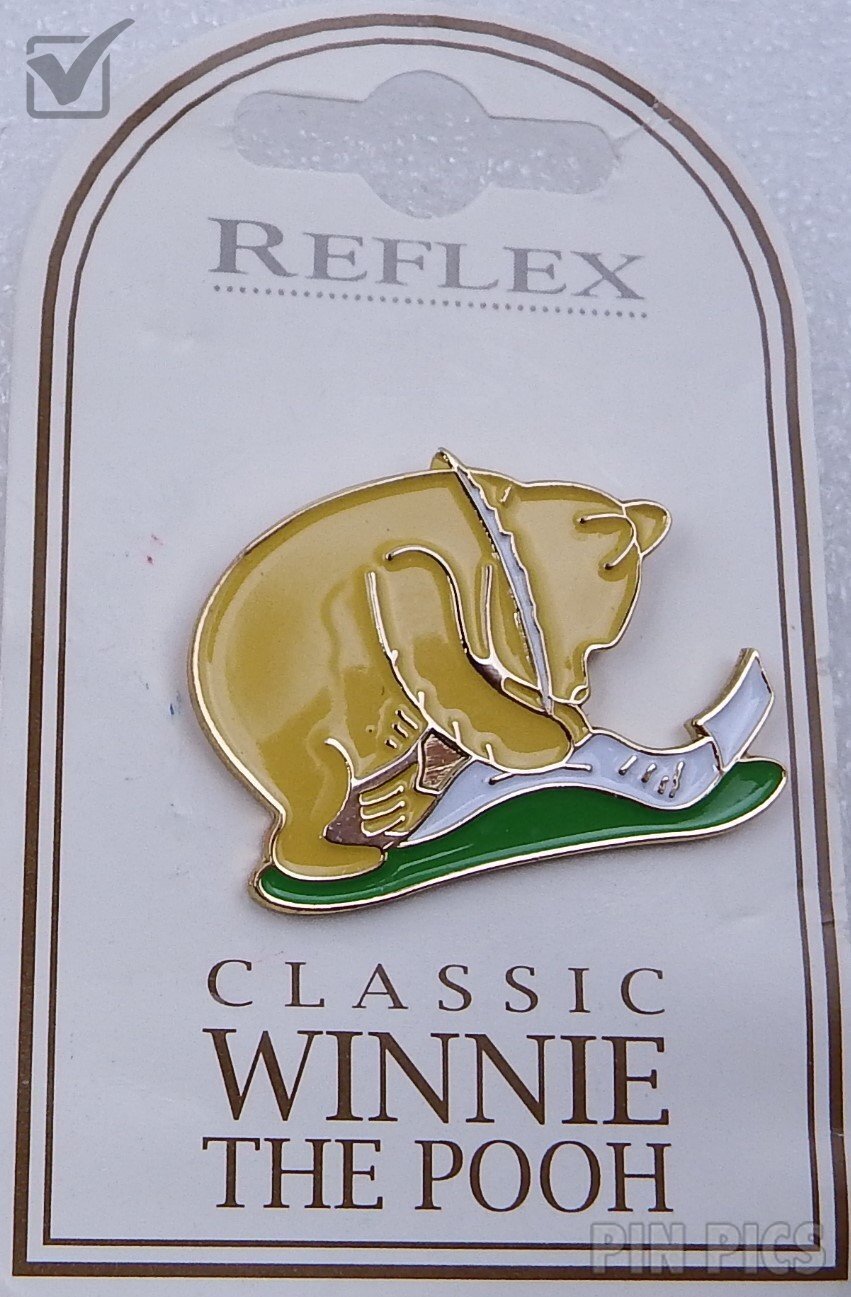 REFLEX
CLASSIC
WINNIE
THE POOH
PIN PICS